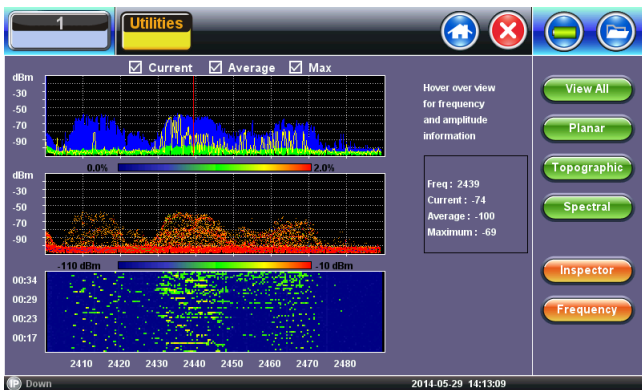 1
Utilities
Current Average Max
dBm
-30
-50
-70
-90
0.0% 2.0%
dBm
-30
-50
-70
-90
-110 dBm -10 dBm
00:34
00:29
00:23
00:17
2410 2420 2430 2440 2450 2460 2470 2480
Hover over view
for frequency
and amplitude
information
Freq : 2439
Current : -74
Average : -100
Maximum : -69
View All
Planar
Topographic
Spectral
Inspector
Frequency
IP Down
2014-05-29 14:13:09